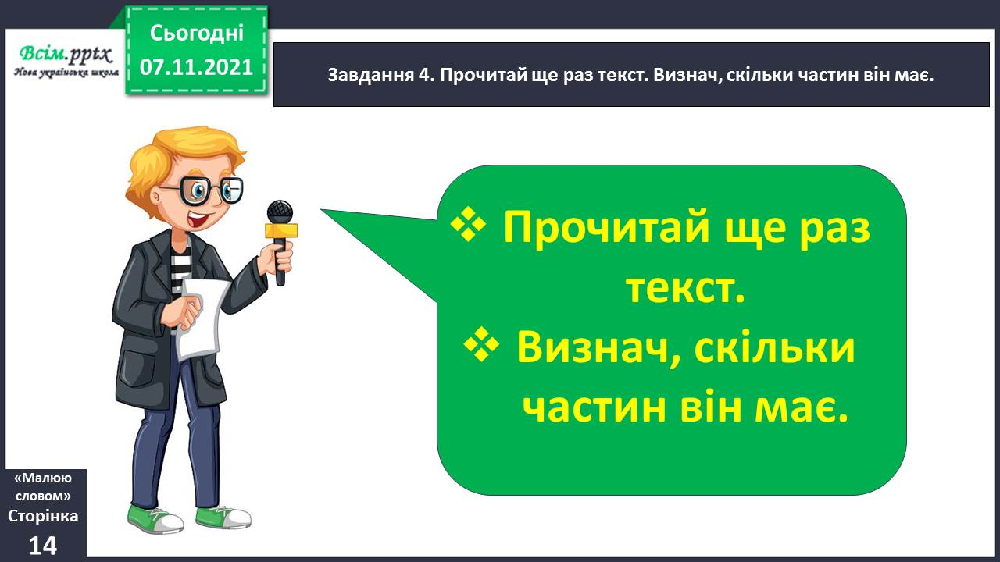 Всім.pptx
Нова українська школа
Сьогодні
07.11.2021
Завдання 4. Прочитай ще раз текст. Визнач, скільки частин він має.
❖ Прочитай ще раз
текст.
❖ Визнач, скільки
частин він має.
«Малюю
словом»
Сторінка
14